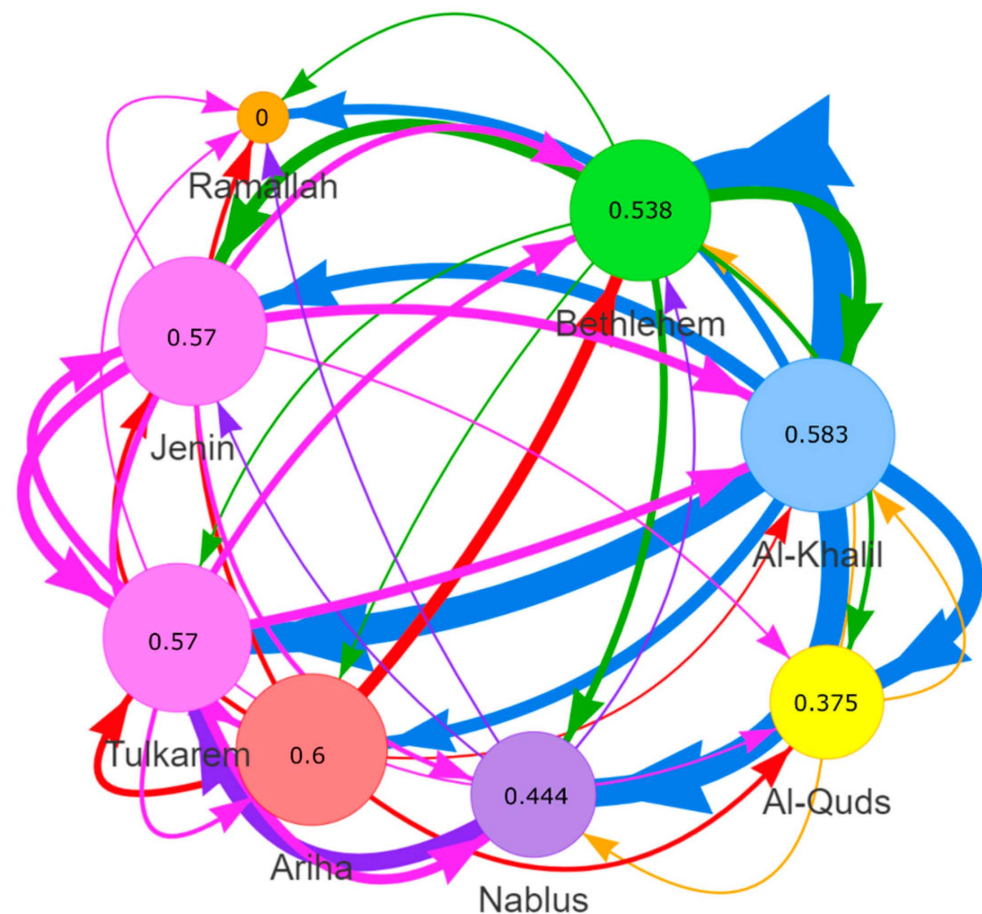 0
Ramallah
0.538
Bethlehem
0.57
Jenin
0.583
Al-Khalil
0.57
Tulkarem
0.6
Ariha
0.444
Nablus
0.375
Al-Quds